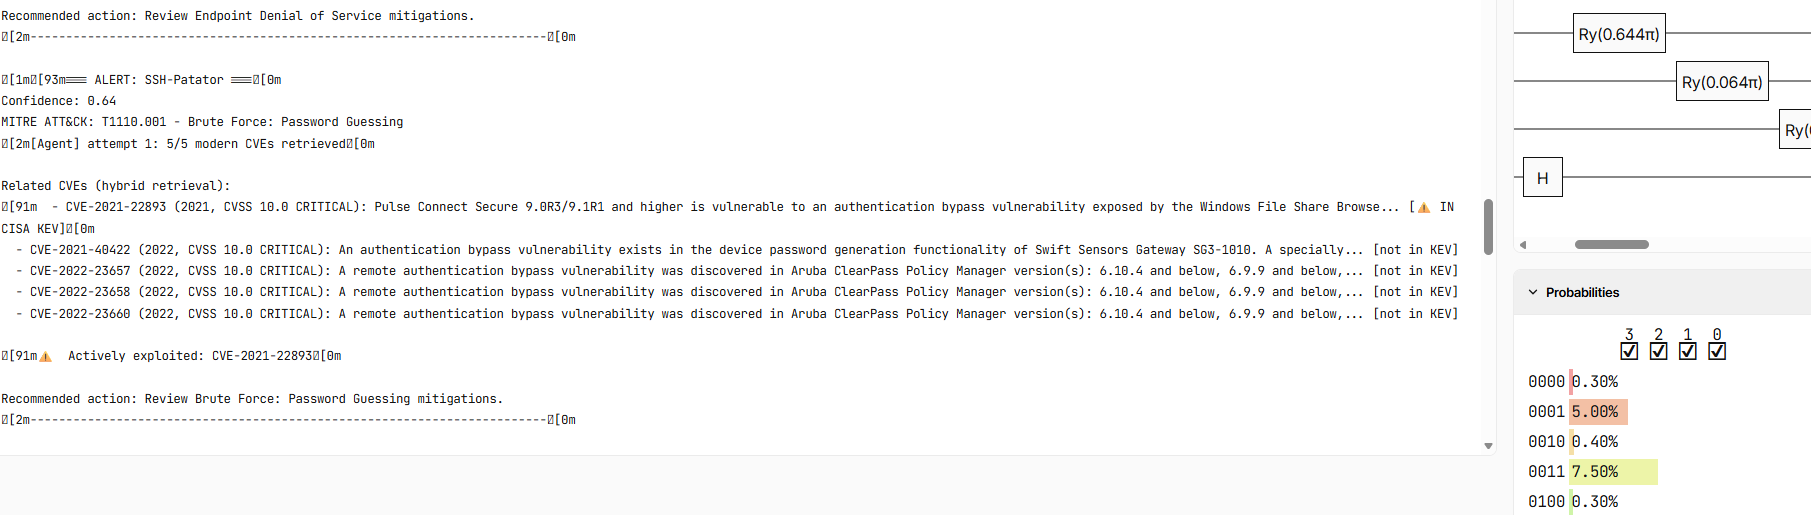 Recommended action: Review Endpoint Denial of Service mitigations.
[2m------------------------------------------------------------------------[0m
[1m[93m=== ALERT: SSH-Patator ===[0m
Confidence: 0.64
MITRE ATT&CK: T1110.001 - Brute Force: Password Guessing
[2m[Agent] attempt 1: 5/5 modern CVEs retrieved[0m
Related CVEs (hybrid retrieval):
[91m  - CVE-2021-22893 (2021, CVSS 10.0 CRITICAL): Pulse Connect Secure 9.0R3/9.1R1 and higher is vulnerable to an authentication bypass vulnerability exposed by the Windows File Share Browse... [⚠ IN
CISA KEV][0m
- CVE-2021-40422 (2022, CVSS 10.0 CRITICAL): An authentication bypass vulnerability exists in the device password generation functionality of Swift Sensors Gateway SG3-1010. A specially... [not in KEV]
- CVE-2022-23657 (2022, CVSS 10.0 CRITICAL): A remote authentication bypass vulnerability was discovered in Aruba ClearPass Policy Manager version(s): 6.10.4 and below, 6.9.9 and below,... [not in KEV]
- CVE-2022-23658 (2022, CVSS 10.0 CRITICAL): A remote authentication bypass vulnerability was discovered in Aruba ClearPass Policy Manager version(s): 6.10.4 and below, 6.9.9 and below,... [not in KEV]
- CVE-2022-23660 (2022, CVSS 10.0 CRITICAL): A remote authentication bypass vulnerability was discovered in Aruba ClearPass Policy Manager version(s): 6.10.4 and below, 6.9.9 and below,... [not in KEV]
[91m⚠  Actively exploited: CVE-2021-22893[0m
Recommended action: Review Brute Force: Password Guessing mitigations.
[2m------------------------------------------------------------------------[0m
Ry(0.644π)
Ry(0.064π)
Ry(
H
Probabilities
3 2 1 0
0000 0.30%
0001 5.00%
0010 0.40%
0011 7.50%
0100 0.30%